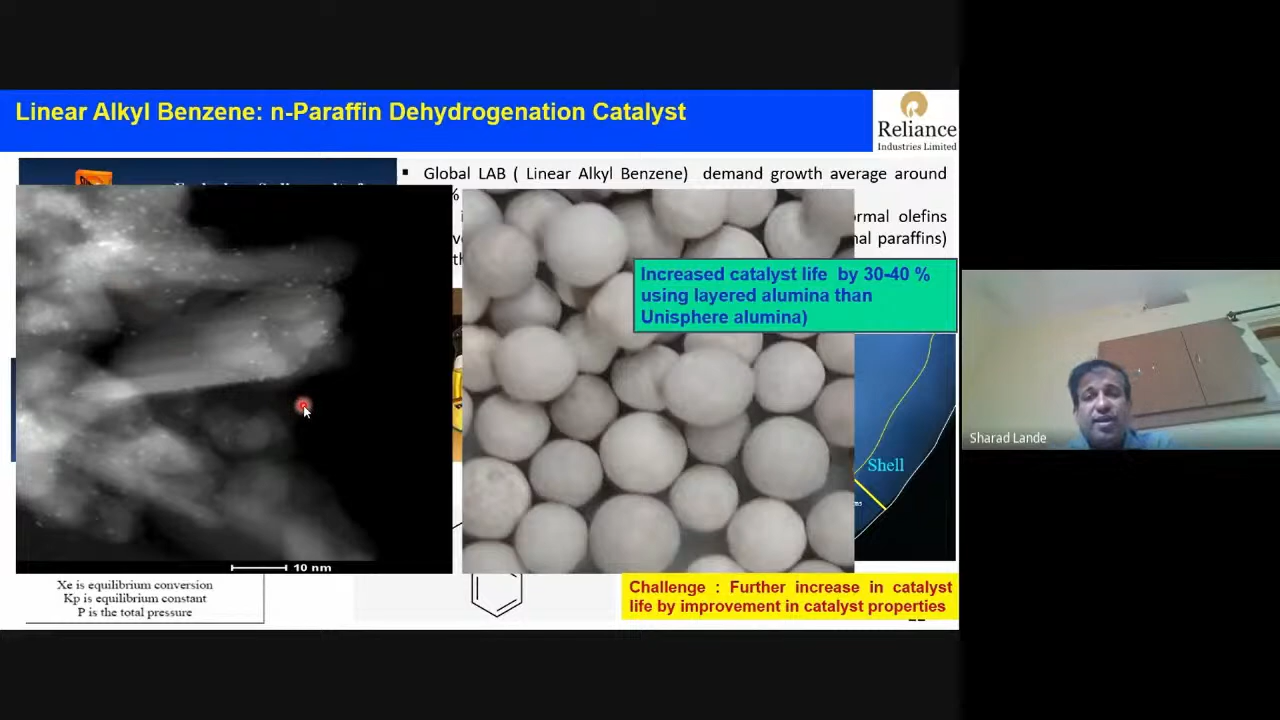 Linear Alkyl Benzene: n-Paraffin Dehydrogenation Catalyst
Reliance
Industries Limited
▪ Global LAB ( Linear Alkyl Benzene) demand growth average around
%
ormal olefins
nal paraffins)
Increased catalyst life by 30-40 %
using layered alumina than
Unisphere alumina)
Shell
10 nm
Xe is equilibrium conversion
Kp is equilibrium constant
P is the total pressure
Challenge : Further increase in catalyst
life by improvement in catalyst properties
Sharad Lande